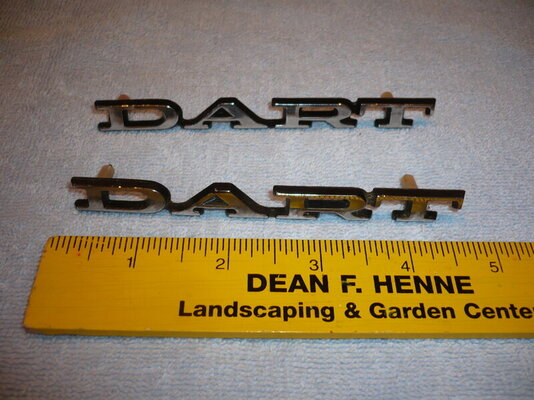 DART
DART
1 2 3 4 5
DEAN F. HENNE
Landscaping & Garden Center